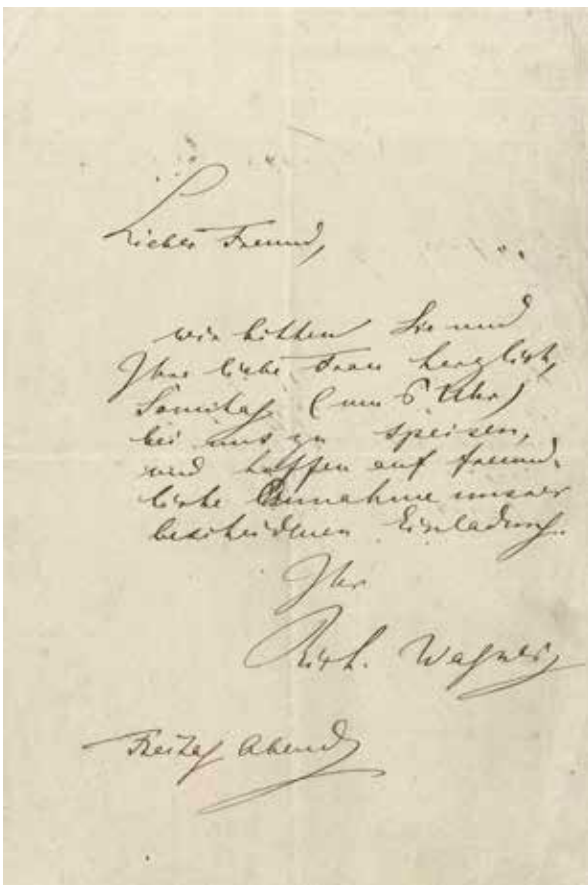 Lieber Freund,
wir bitten Sie und
Ihre liebe Frau herzlich,
Sonntag (um 5 Uhr)
bei uns zu speisen,
und hoffen auf freund-
liche Annahme unsrer
bescheidenen Einladung.
Ihr
Rich. Wagner
Freitag Abend